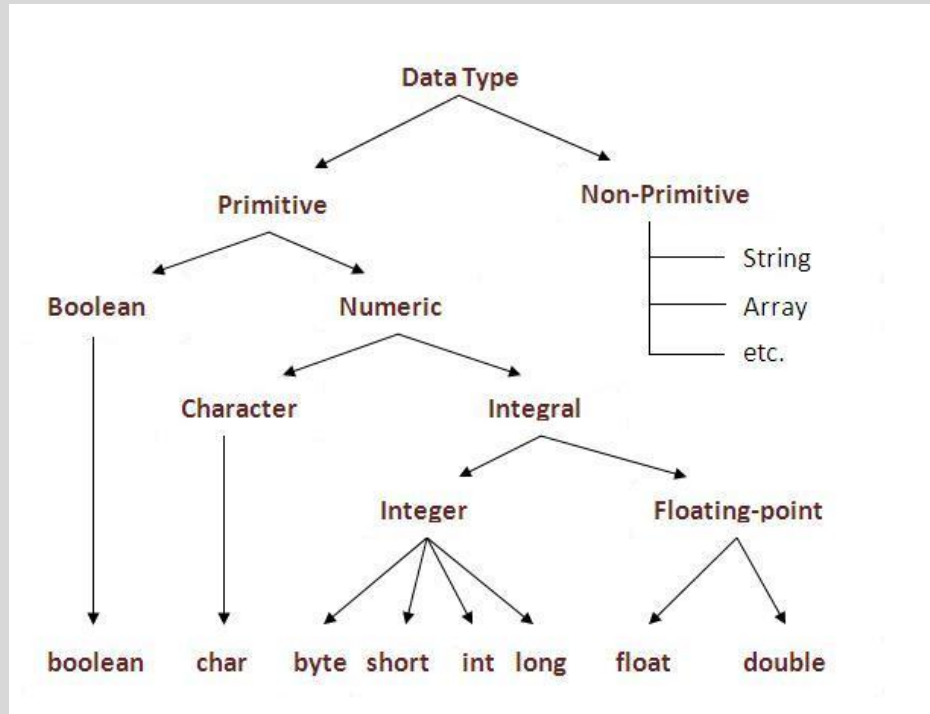 Data Type
Primitive
Non-Primitive
String
Array
etc.
Boolean
Numeric
Character
Integral
Integer
Floating-point
boolean char byte short int long float double